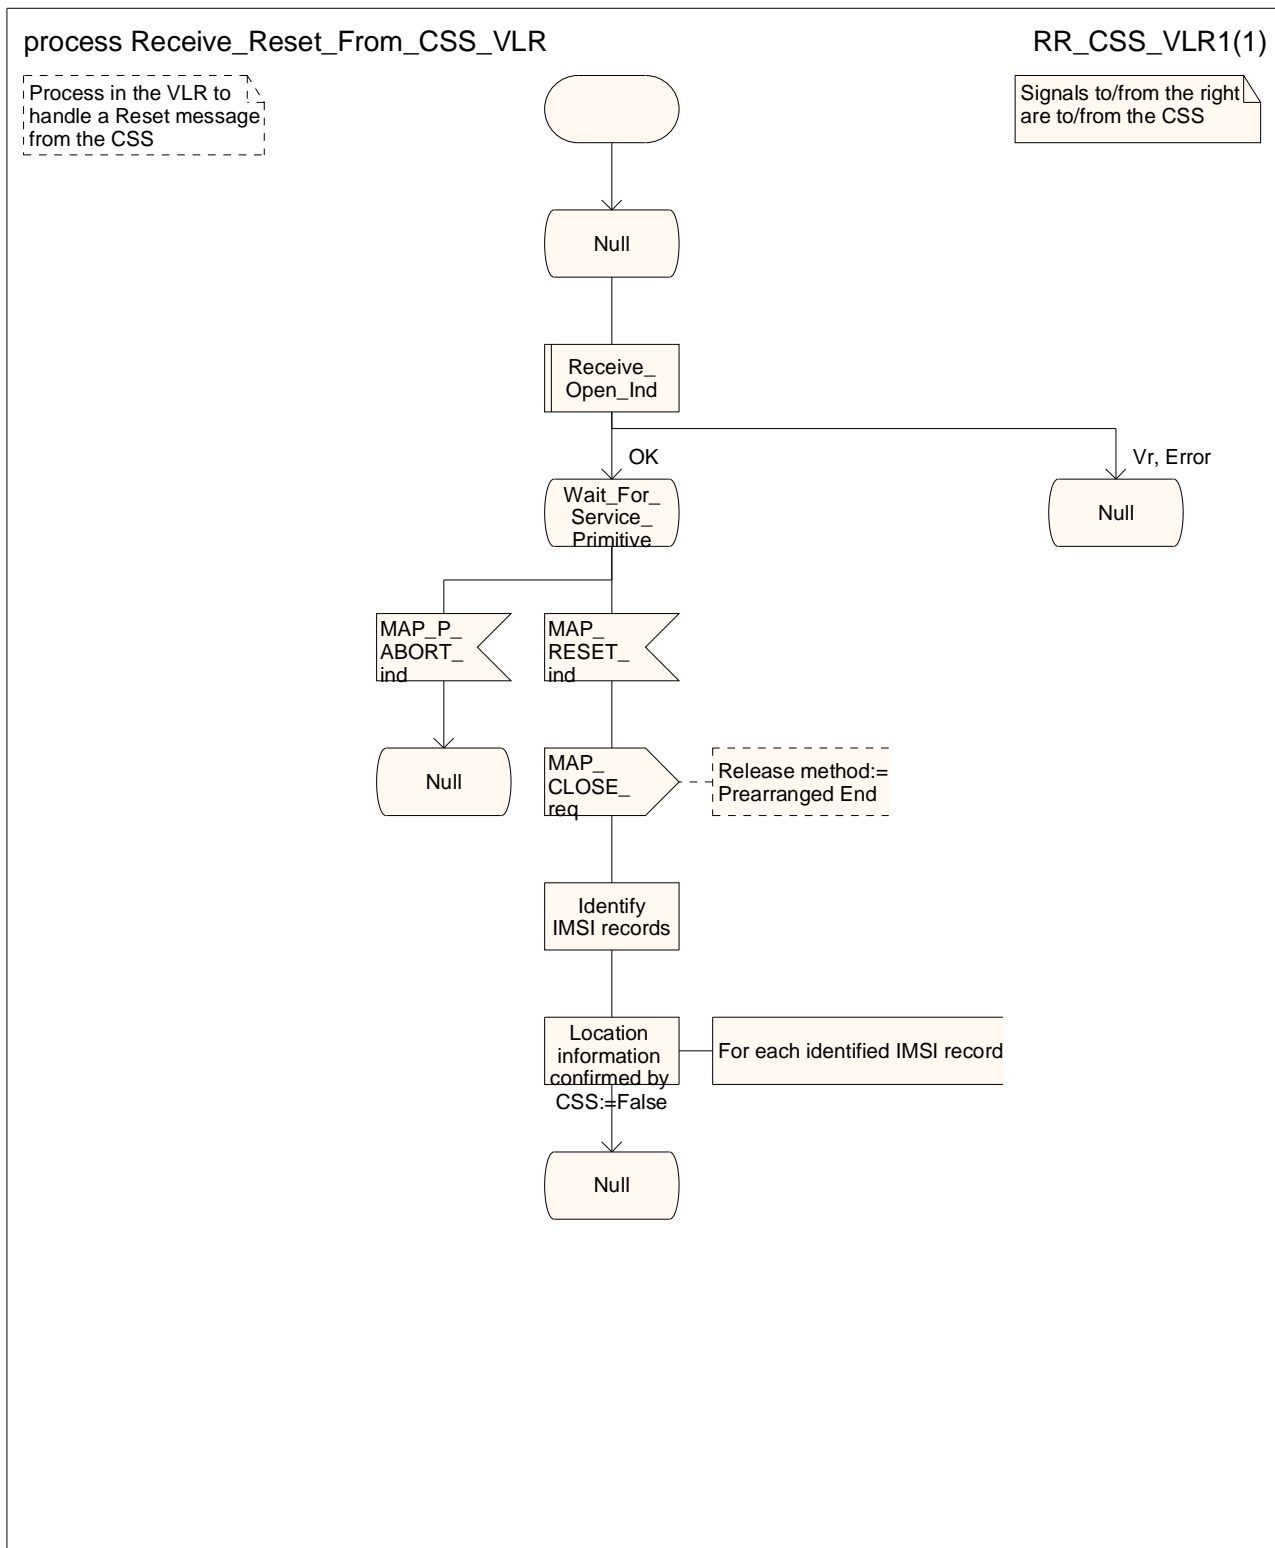 process Receive_Reset_From_CSS_VLR
RR_CSS_VLR1(1)
Process in the VLR to
handle a Reset message
from the CSS
Signals to/from the right
are to/from the CSS
Null
Receive_
Open_Ind
OK
Vr, Error
Wait_For_
Service_
Primitive
Null
MAP_P_
ABORT_
ind
MAP_
RESET_
ind
Null
MAP_
CLOSE_
req
Release method:=
Prearranged End
Identify
IMSI records
Location
information
confirmed by
CSS:=False
For each identified IMSI record
Null